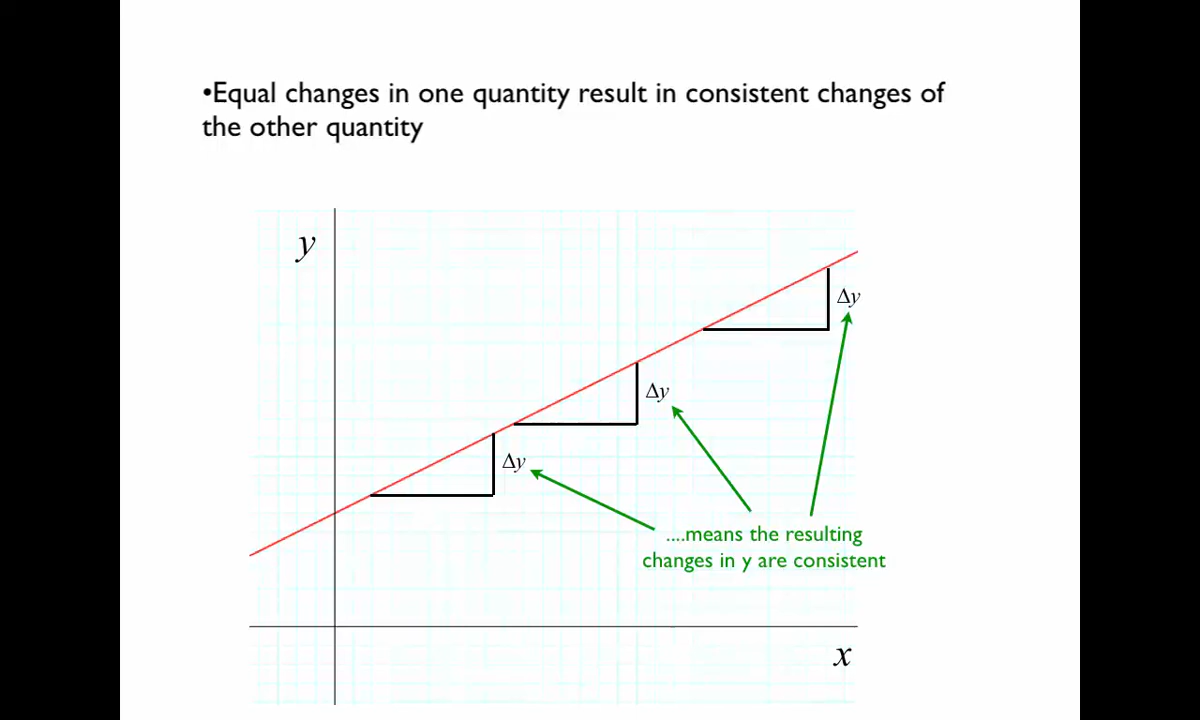 •Equal changes in one quantity result in consistent changes of
the other quantity
y
Δy
Δy
Δy
....means the resulting
changes in y are consistent
x